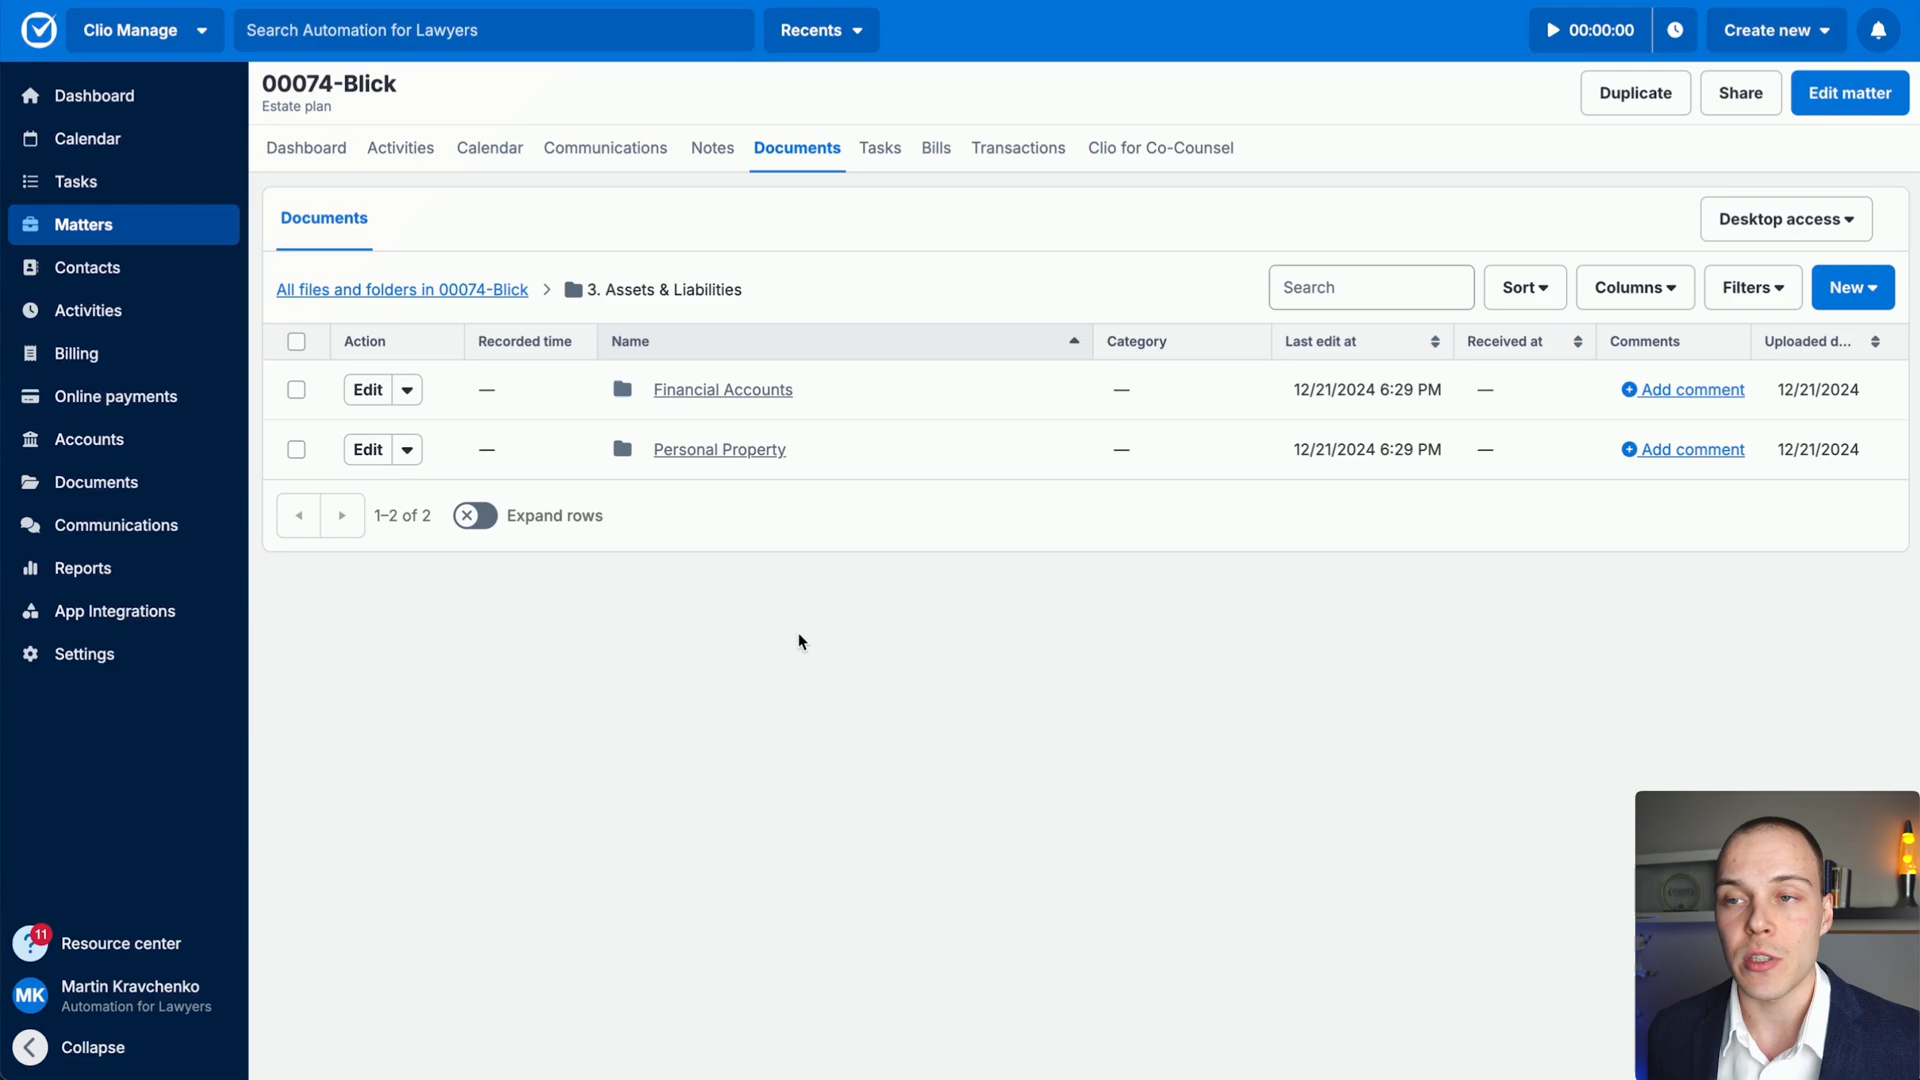 Clio Manage
Search Automation for Lawyers
Recents
00:00:00
Create new
Dashboard
Calendar
Tasks
Matters
Contacts
Activities
Billing
Online payments
Accounts
Documents
Communications
Reports
App Integrations
Settings
11
Resource center
MK
Martin Kravchenko
Automation for Lawyers
Collapse
00074-Blick
Estate plan
Duplicate
Share
Edit matter
Dashboard Activities Calendar Communications Notes Documents Tasks Bills Transactions Clio for Co-Counsel
Documents
Desktop access
All files and folders in 00074-Blick > 3. Assets & Liabilities
Search
Sort
Columns
Filters
New
Action Recorded time Name Category Last edit at Received at Comments Uploaded d...
Edit — Financial Accounts — 12/21/2024 6:29 PM — Add comment 12/21/2024
Edit — Personal Property — 12/21/2024 6:29 PM — Add comment 12/21/2024
1–2 of 2 Expand rows